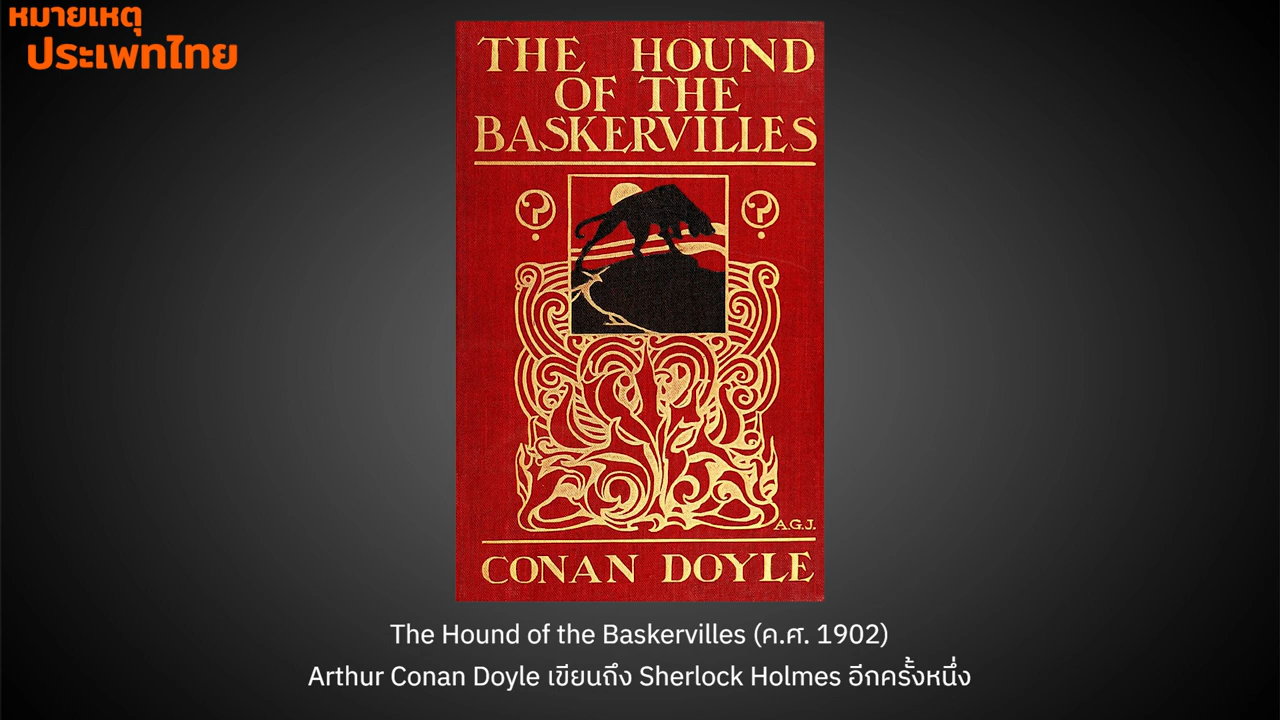 หมายเหตุ
ประเพทไทย
THE HOUND
OF THE
BASKERVILLES
? ?
A.G.J.
CONAN DOYLE
The Hound of the Baskervilles (ค.ศ. 1902)
Arthur Conan Doyle เขียนถึง Sherlock Holmes อีกครั้งหนึ่ง